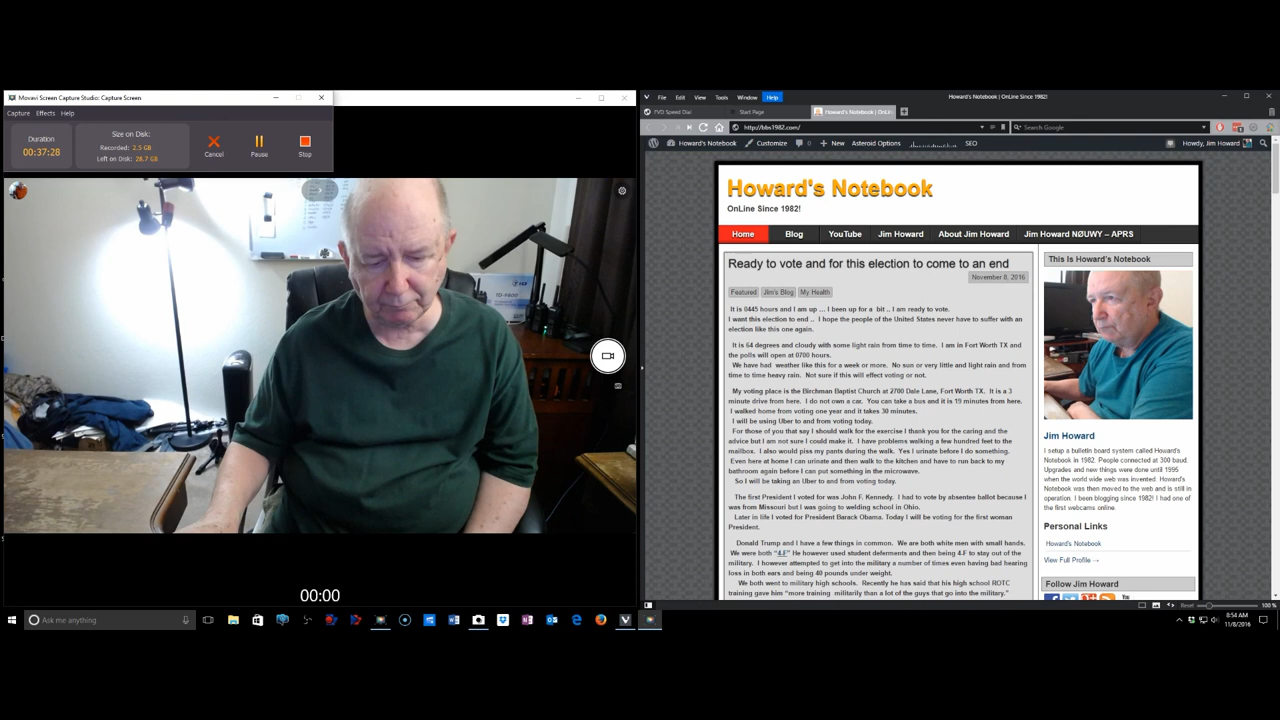 Movavi Screen Capture Studio: Capture Screen
Capture Effects Help
Duration
00:37:28
Size on Disk:
Recorded: 2.5 GB
Left on Disk: 28.7 GB
Cancel
Pause
Stop
00:00
Ask me anything
File Edit View Tools Window Help
Howard's Notebook | OnLine Since 1982!
FVD Speed Dial
Start Page
Howard's Notebook | OnLin
http://bbs1982.com/
Search Google
Howard's Notebook
Customize
0
New
Asteroid Options
SEO
Howdy, Jim Howard
Howard's Notebook
OnLine Since 1982!
Home Blog YouTube Jim Howard About Jim Howard Jim Howard NØUWY – APRS
Ready to vote and for this election to come to an end
November 8, 2016
Featured Jim's Blog My Health
It is 0445 hours and I am up ... I been up for a bit .. I am ready to vote.
I want this election to end .. I hope the people of the United States never have to suffer with an
election like this one again.
It is 64 degrees and cloudy with some light rain from time to time. I am in Fort Worth TX and
the polls will open at 0700 hours.
We have had weather like this for a week or more. No sun or very little and light rain and from
time to time heavy rain. Not sure if this will effect voting or not.
My voting place is the Birchman Baptist Church at 2700 Dale Lane, Fort Worth TX. It is a 3
minute drive from here. I do not own a car. You can take a bus and it is 19 minutes from here.
I walked home from voting one year and it takes 30 minutes.
I will be using Uber to and from voting today.
For those of you that say I should walk for the exercise I thank you for the caring and the
advice but I am not sure I could make it. I have problems walking a few hundred feet to the
mailbox. I also would piss my pants during the walk. Yes I urinate before I do something.
Even here at home I can urinate and then walk to the kitchen and have to run back to my
bathroom again before I can put something in the microwave.
So I will be taking an Uber to and from voting today.
The first President I voted for was John F. Kennedy. I had to vote by absentee ballot because I
was from Missouri but I was going to welding school in Ohio.
Later in life I voted for President Barack Obama. Today I will be voting for the first woman
President.
Donald Trump and I have a few things in common. We are both white men with small hands.
We were both "4-F" He however used student deferments and then being 4-F to stay out of the
military. I however attempted to get into the military a number of times even having bad hearing
loss in both ears and being 40 pounds under weight.
We both went to military high schools. Recently he has said that his high school ROTC
training gave him "more training militarily than a lot of the guys that go into the military."
This Is Howard's Notebook
Jim Howard
I setup a bulletin board system called Howard's
Notebook in 1982. People connected at 300 baud.
Upgrades and new things were done until 1995
when the world wide web was invented. Howard's
Notebook was then moved to the web and is still in
operation. I been blogging since 1982! I had one of
the first webcams online.
Personal Links
Howard's Notebook
View Full Profile →
Follow Jim Howard
You
Reset
100 %
8:54 AM
11/8/2016